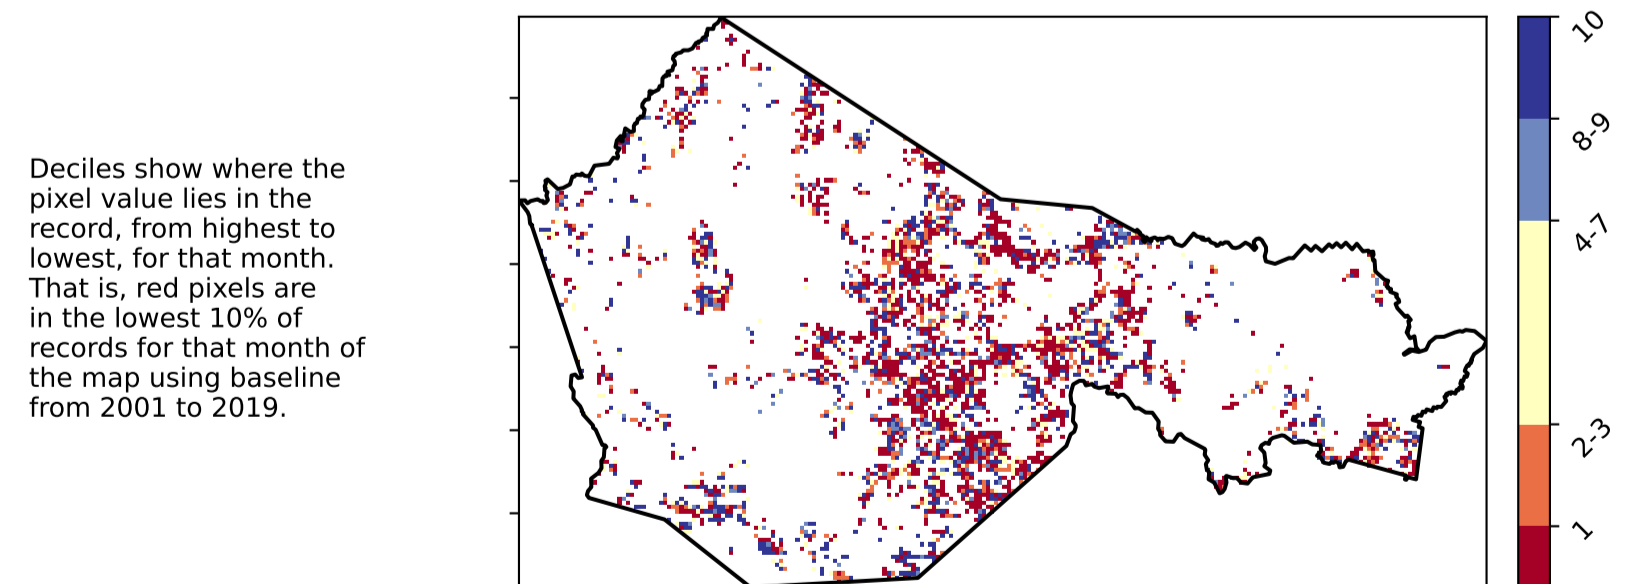 Deciles show where the
pixel value lies in the
record, from highest to
lowest, for that month.
That is, red pixels are
in the lowest 10% of
records for that month of
the map using baseline
from 2001 to 2019.
10
8-9
4-7
2-3
1